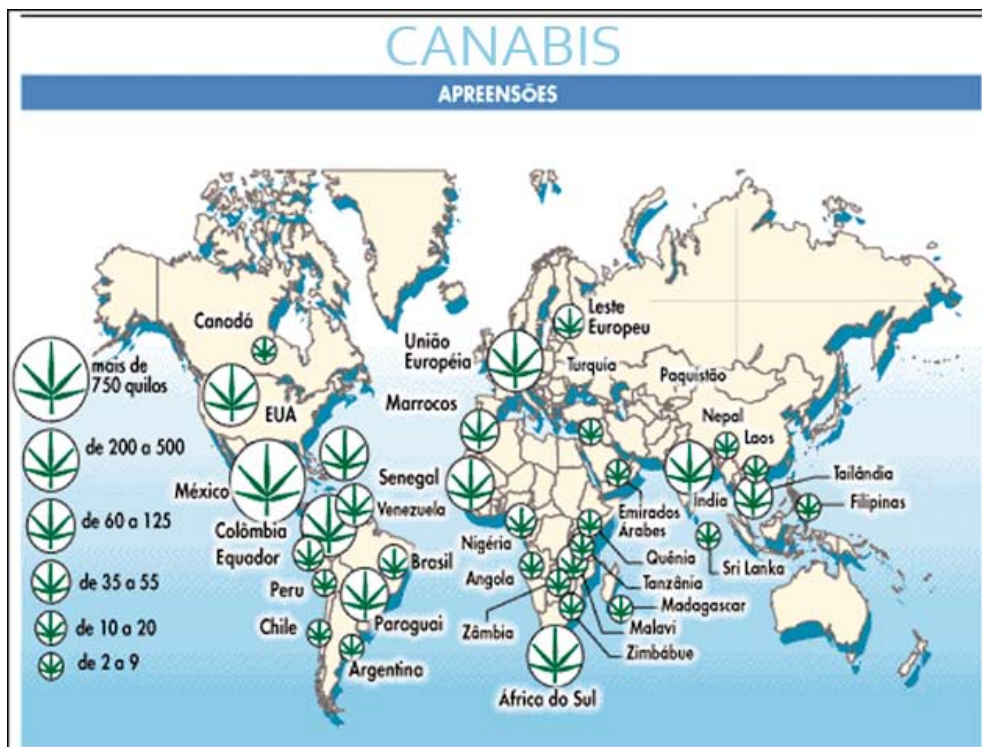 CANABIS
APREENSÕES
mais de
750 quilos
de 200 a 500
de 60 a 125
de 35 a 55
de 10 a 20
de 2 a 9
Canadá
EUA
México
Colômbia
Equador
Peru
Chile
Argentina
Paraguai
Brasil
Venezuela
União
Européia
Leste
Europeu
Turquia
Paquistão
Marrocos
Senegal
Nigéria
Angola
Zâmbia
África do Sul
Zimbábue
Malavi
Madagascar
Tanzânia
Quênia
Emirados
Árabes
Índia
Nepal
Laos
Tailândia
Filipinas
Sri Lanka